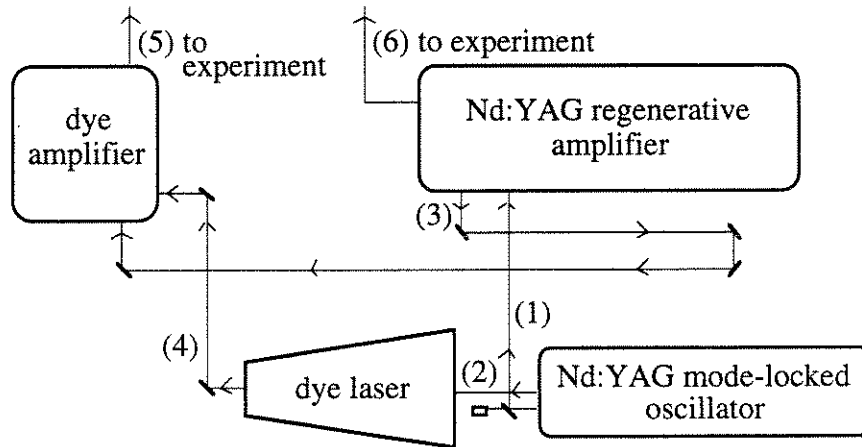 (5) to
experiment
(6) to experiment
dye
amplifier
Nd:YAG regenerative
amplifier
(3)
(1)
(4)
(2)
dye laser
Nd:YAG mode-locked
oscillator